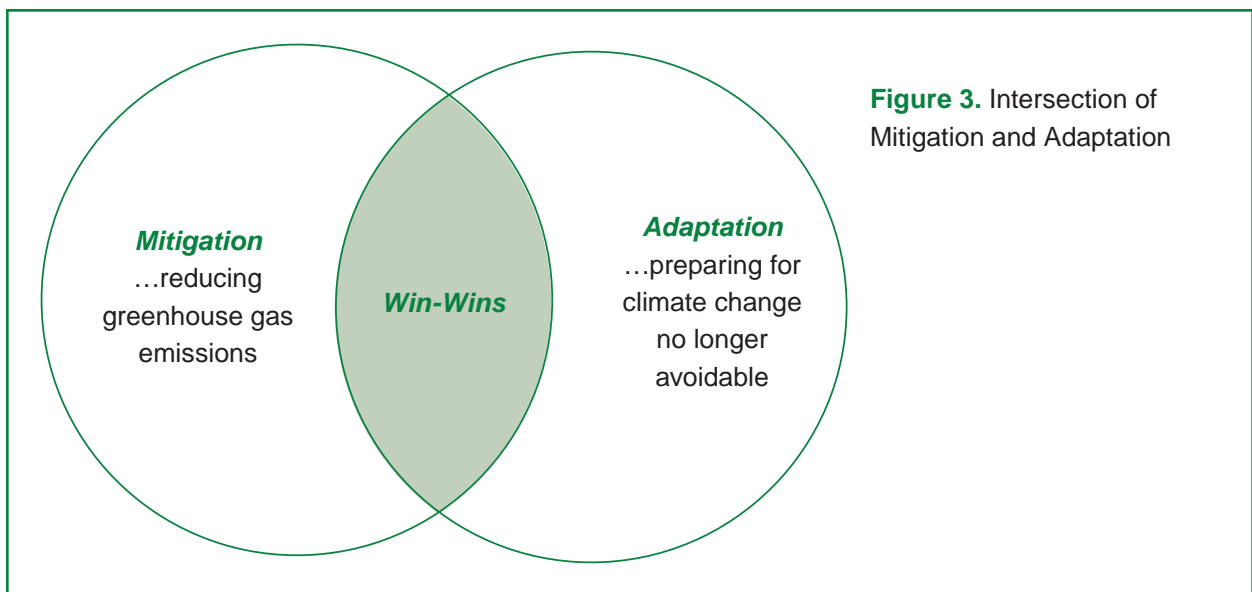 Figure 3. Intersection of
Mitigation and Adaptation
Mitigation
…reducing
greenhouse gas
emissions
Win-Wins
Adaptation
…preparing for
climate change
no longer
avoidable